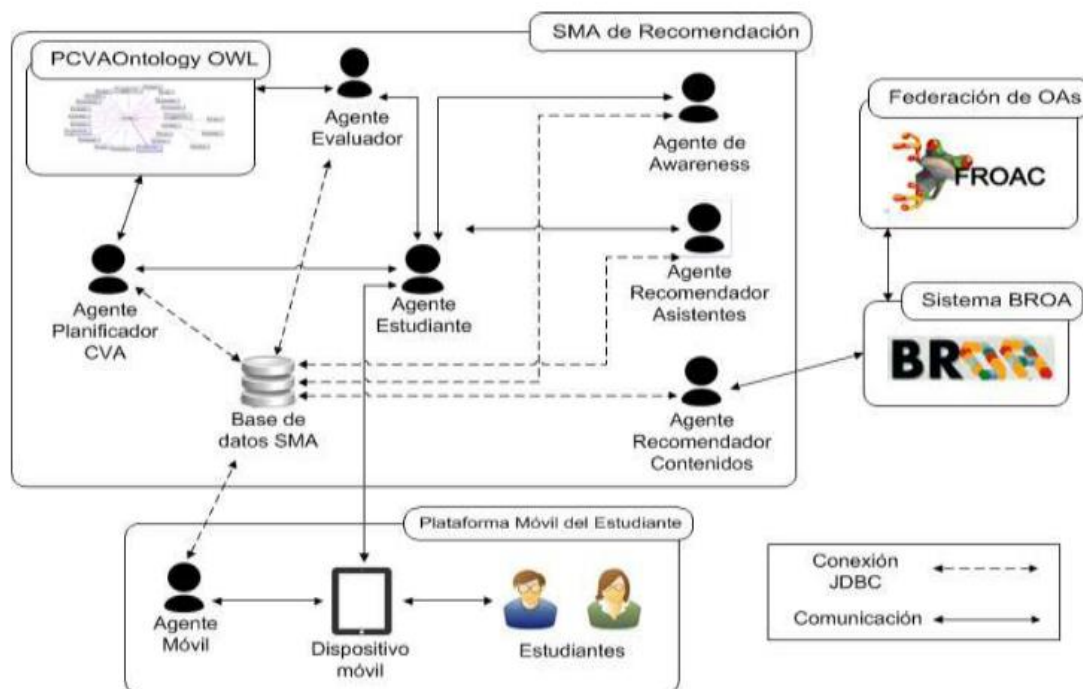 SMA de Recomendación
PCVAOntology OWL
Agente
Evaluador
Agente de
Awareness
Federación de OAs
FROAC
Agente
Planificador
CVA
Agente
Estudiante
Agente
Recomendador
Asistentes
Sistema BROA
BROA
Base de
datos SMA
Agente
Recomendador
Contenidos
Plataforma Móvil del Estudiante
Agente
Móvil
Dispositivo
móvil
Estudiantes
Conexión
JDBC
Comunicación